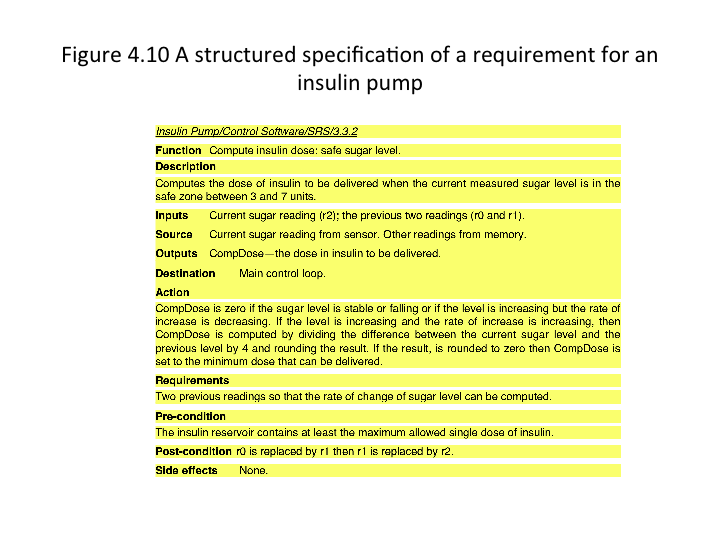 Figure 4.10 A structured specification of a requirement for an
insulin pump
Insulin Pump/Control Software/SRS/3.3.2
Function Compute insulin dose: safe sugar level.
Description
Computes the dose of insulin to be delivered when the current measured sugar level is in the
safe zone between 3 and 7 units.
Inputs Current sugar reading (r2); the previous two readings (r0 and r1).
Source Current sugar reading from sensor. Other readings from memory.
Outputs CompDose—the dose in insulin to be delivered.
Destination Main control loop.
Action
CompDose is zero if the sugar level is stable or falling or if the level is increasing but the rate of
increase is decreasing. If the level is increasing and the rate of increase is increasing, then
CompDose is computed by dividing the difference between the current sugar level and the
previous level by 4 and rounding the result. If the result, is rounded to zero then CompDose is
set to the minimum dose that can be delivered.
Requirements
Two previous readings so that the rate of change of sugar level can be computed.
Pre-condition
The insulin reservoir contains at least the maximum allowed single dose of insulin.
Post-condition r0 is replaced by r1 then r1 is replaced by r2.
Side effects None.